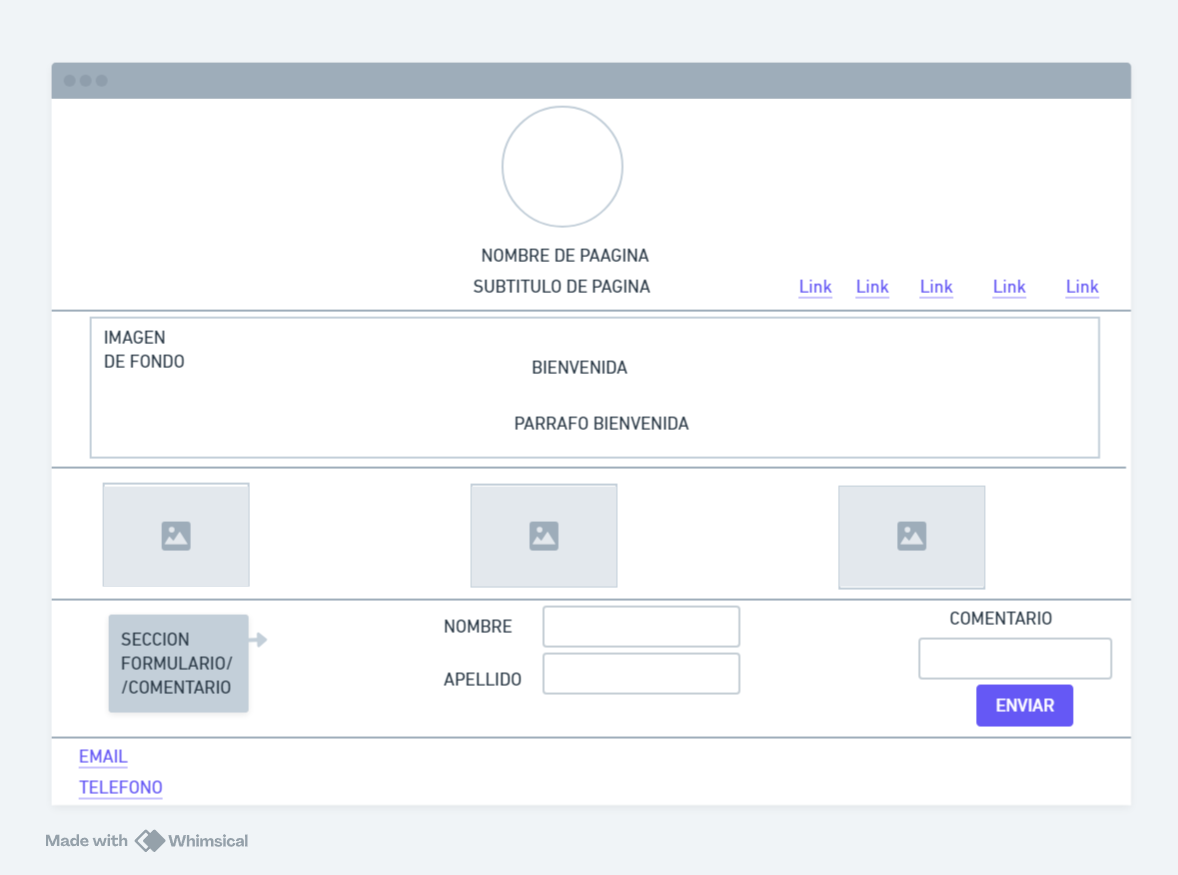 NOMBRE DE PAAGINA
SUBTITULO DE PAGINA
Link Link Link Link Link
IMAGEN
DE FONDO
BIENVENIDA
PARRAFO BIENVENIDA
SECCION
FORMULARIO/
/COMENTARIO
NOMBRE
APELLIDO
COMENTARIO
ENVIAR
EMAIL
TELEFONO
Made with Whimsical